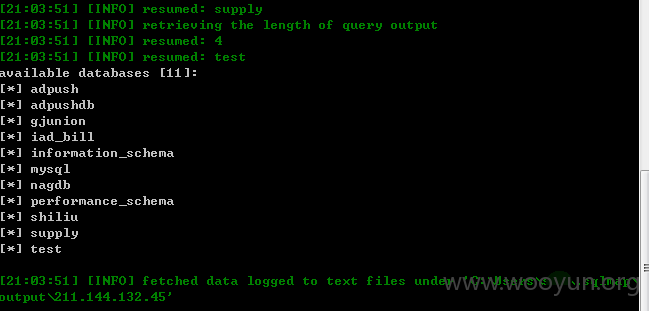 [21:03:51] [INFO] resumed: supply
[21:03:51] [INFO] retrieving the length of query output
[21:03:51] [INFO] resumed: 4
[21:03:51] [INFO] resumed: test
available databases [11]:
[*] adpush
[*] adpushdb
[*] gjunion
[*] iad_bill
[*] information_schema
[*] mysql
[*] nagdb
[*] performance_schema
[*] shiliu
[*] supply
[*] test
[21:03:51] [INFO] fetched data logged to text files under 'C:\Users\
output\211.144.132.45'
www.wooyun.org